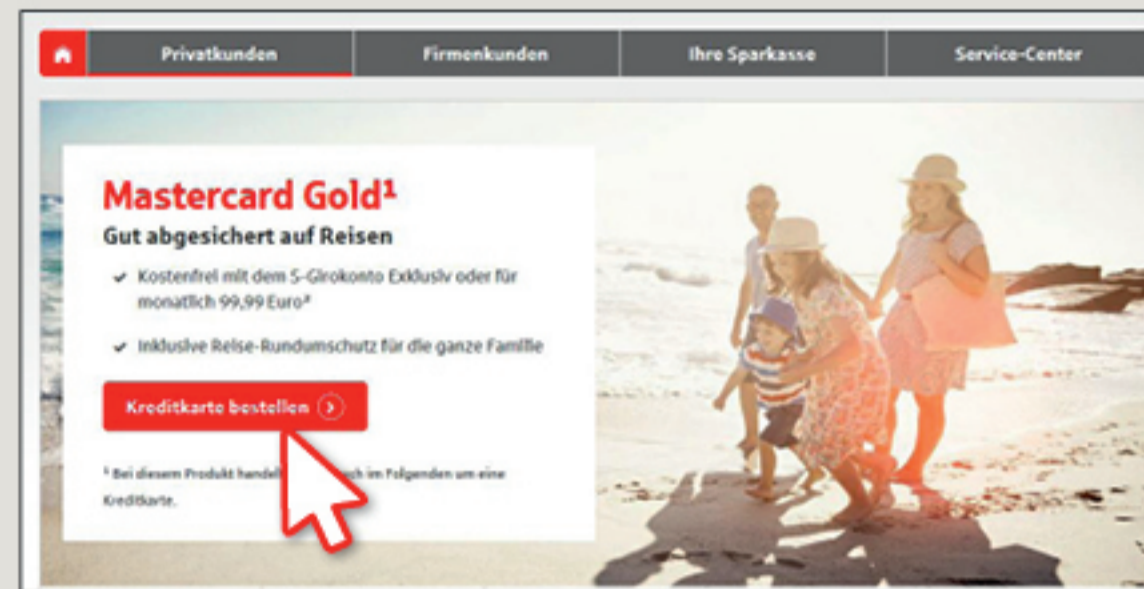 Privatkunden
Firmenkunden
Ihre Sparkasse
Service-Center
Mastercard Gold¹
Gut abgesichert auf Reisen
✓ Kostenfrei mit dem S-Girokonto Exklusiv oder für
monatlich 99,99 Euro²
✓ Inklusive Reise-Rundumschutz für die ganze Familie
Kreditkarte bestellen
¹ Bei diesem Produkt handel im Folgenden um eine
Kreditkarte.